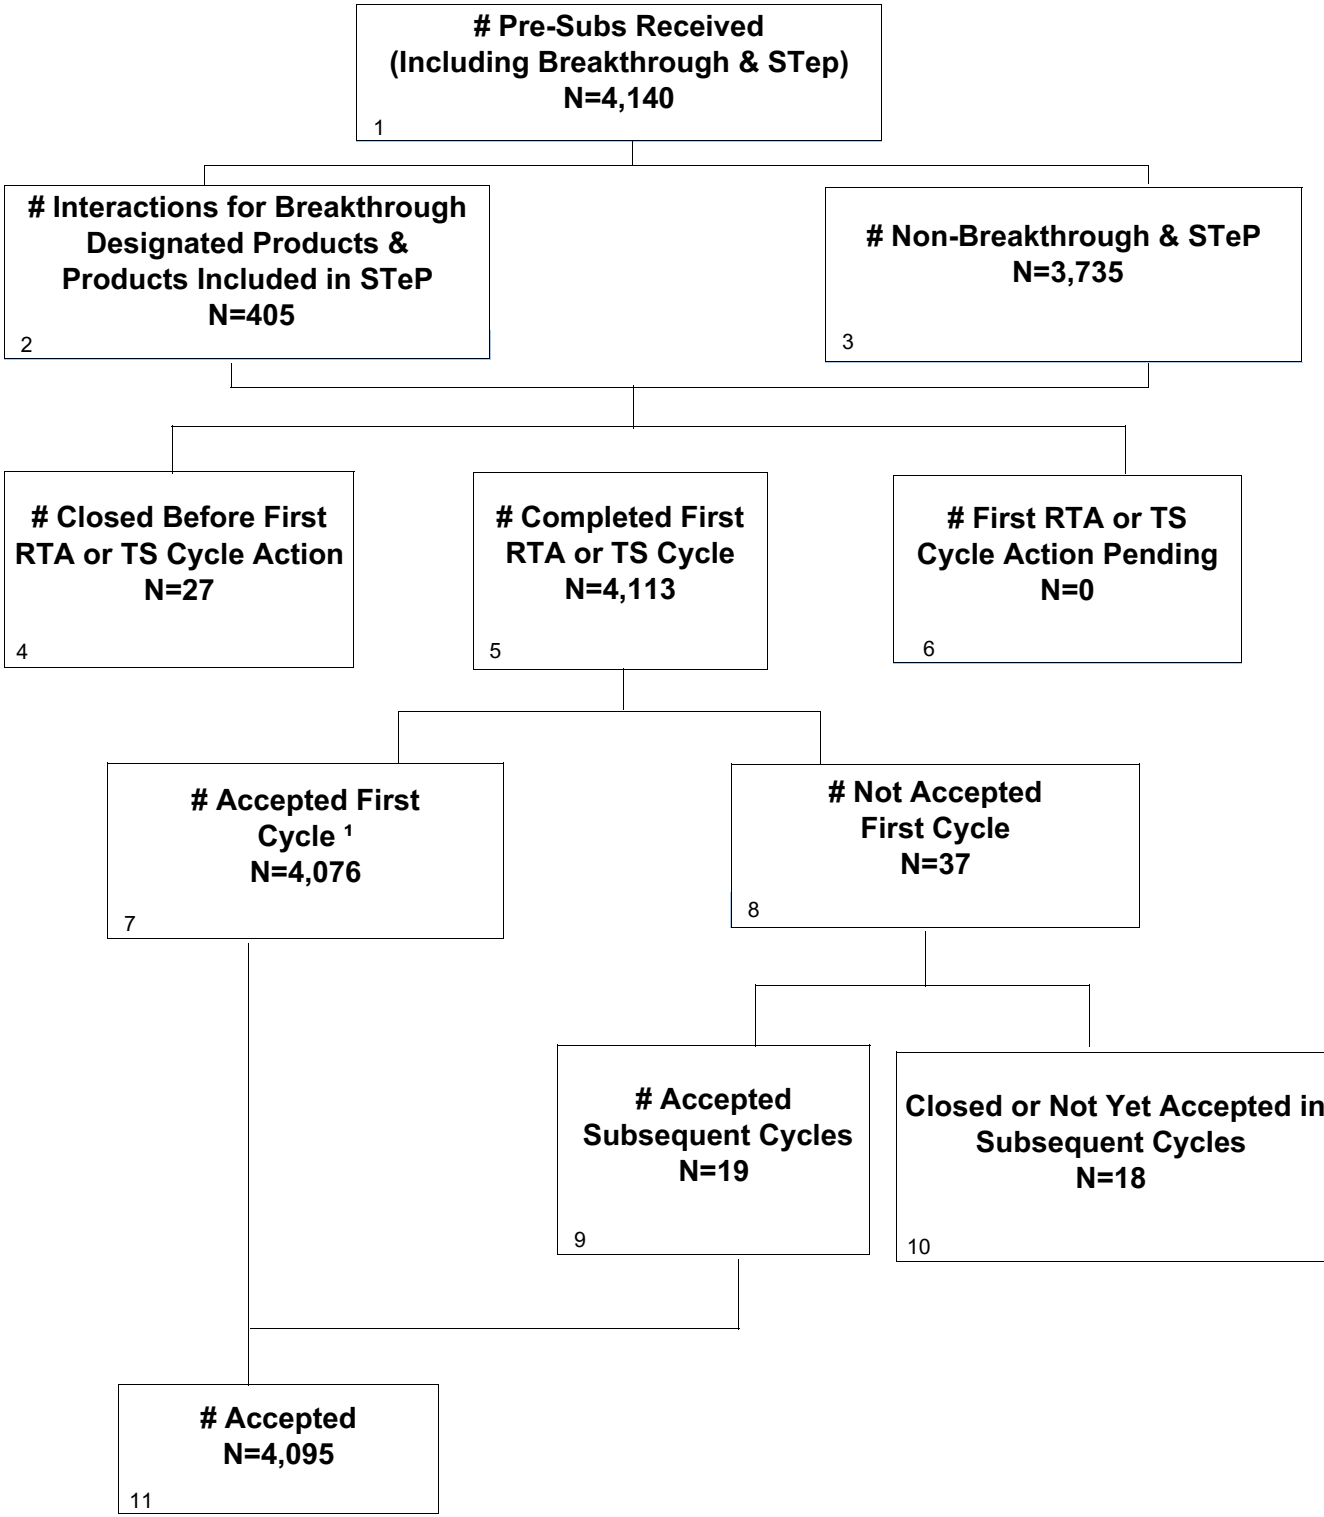 # Pre-Subs Received
(Including Breakthrough & STep)
N=4,140
1
# Interactions for Breakthrough
Designated Products &
Products Included in STeP
N=405
2
# Non-Breakthrough & STeP
N=3,735
3
# Closed Before First
RTA or TS Cycle Action
N=27
4
# Completed First
RTA or TS Cycle
N=4,113
5
# First RTA or TS
Cycle Action Pending
N=0
6
# Accepted First
Cycle ¹
N=4,076
7
# Not Accepted
First Cycle
N=37
8
# Accepted
Subsequent Cycles
N=19
9
Closed or Not Yet Accepted in
Subsequent Cycles
N=18
10
# Accepted
N=4,095
11